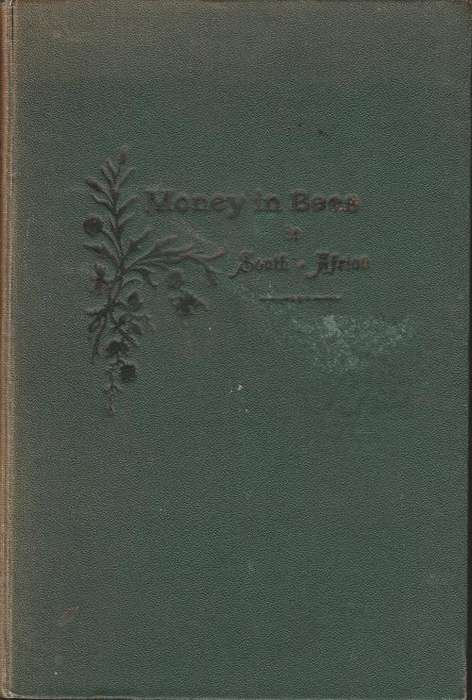 Money in Bees
in
South - Africa